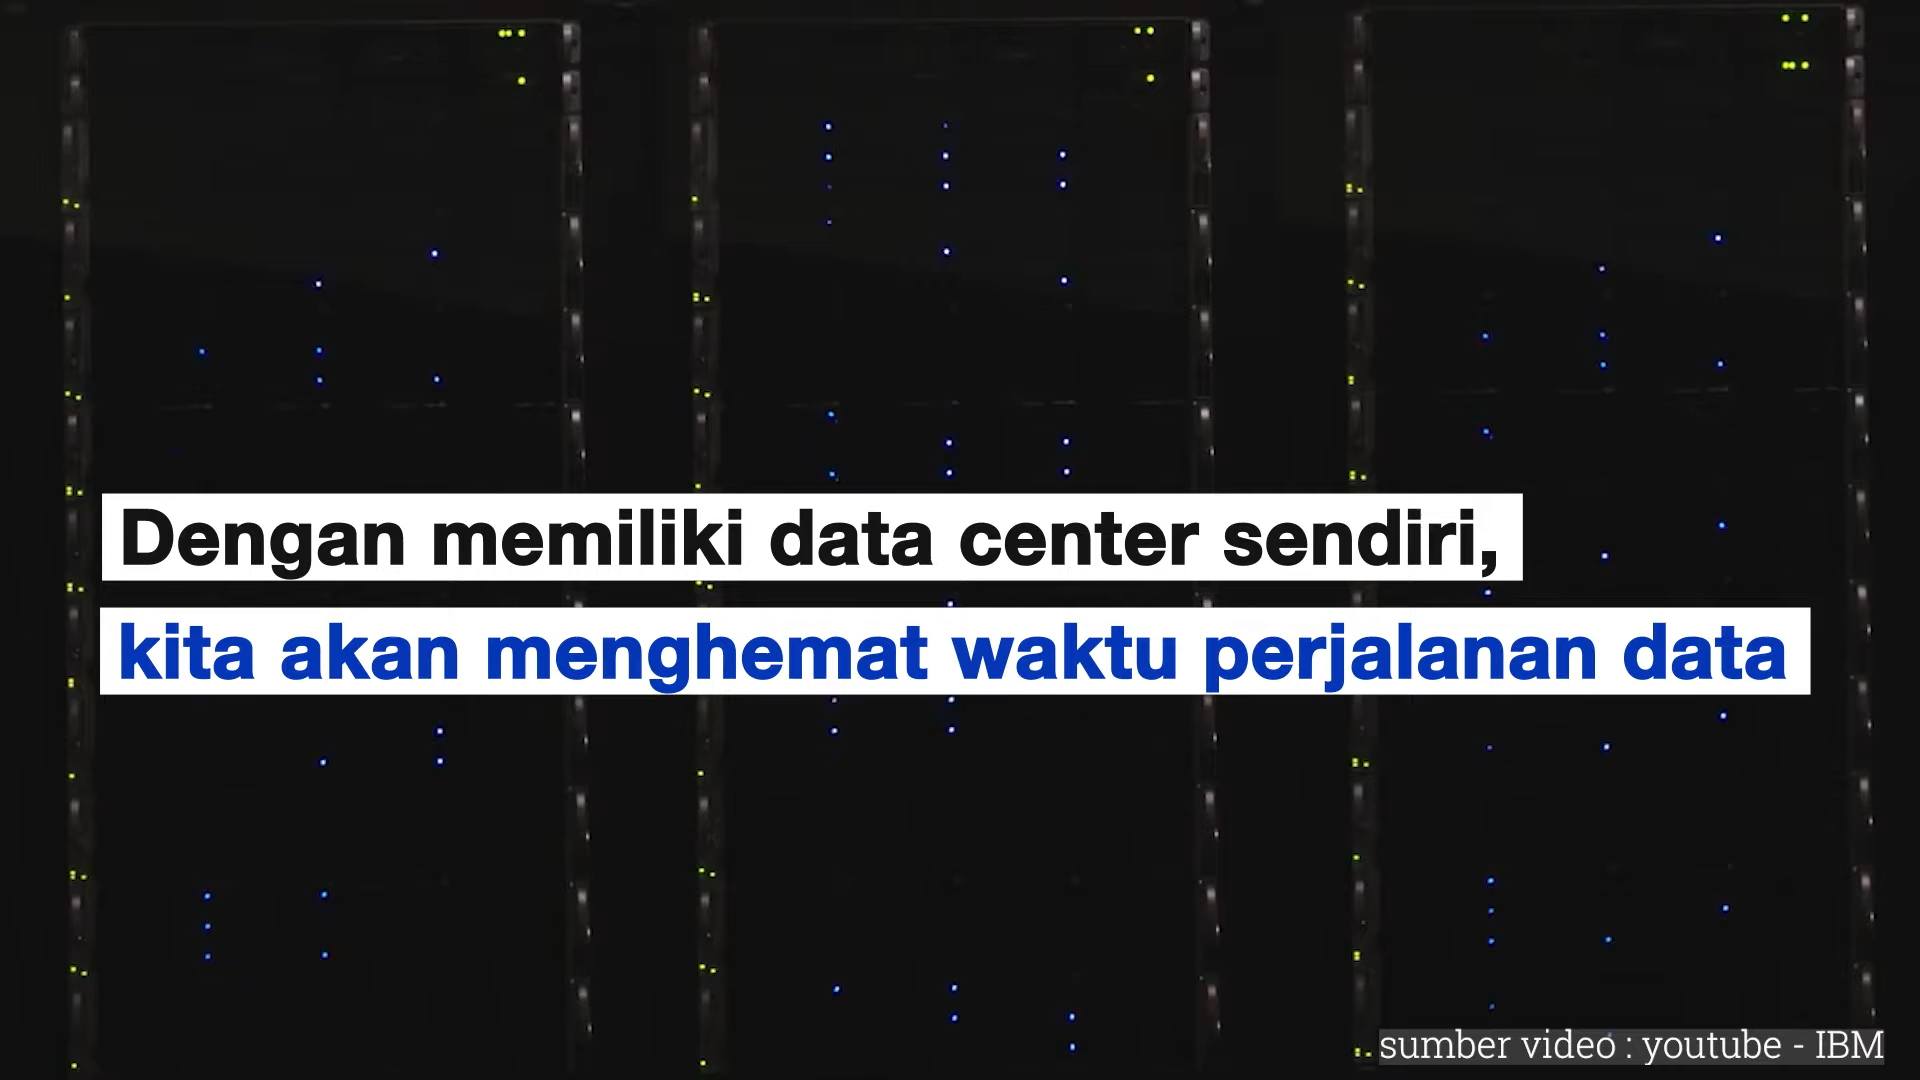 Dengan memiliki data center sendiri,
kita akan menghemat waktu perjalanan data
sumber video : youtube - IBM